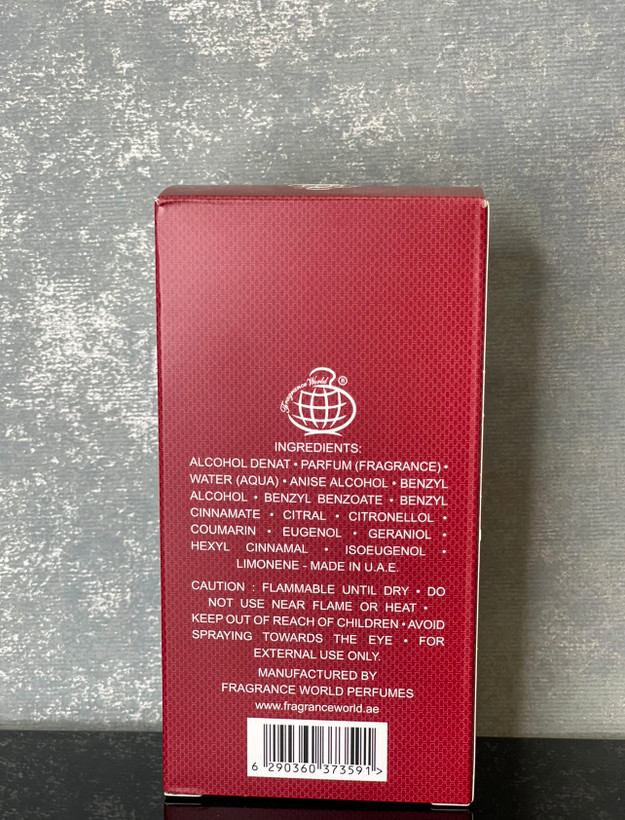 Fragrance World ®
INGREDIENTS:
ALCOHOL DENAT • PARFUM (FRAGRANCE) •
WATER (AQUA) • ANISE ALCOHOL • BENZYL
ALCOHOL • BENZYL BENZOATE • BENZYL
CINNAMATE • CITRAL • CITRONELLOL •
COUMARIN • EUGENOL • GERANIOL •
HEXYL CINNAMAL • ISOEUGENOL •
LIMONENE - MADE IN U.A.E.
CAUTION : FLAMMABLE UNTIL DRY • DO
NOT USE NEAR FLAME OR HEAT •
KEEP OUT OF REACH OF CHILDREN • AVOID
SPRAYING TOWARDS THE EYE • FOR
EXTERNAL USE ONLY.
MANUFACTURED BY
FRAGRANCE WORLD PERFUMES
www.fragranceworld.ae
6 290360 373591 >